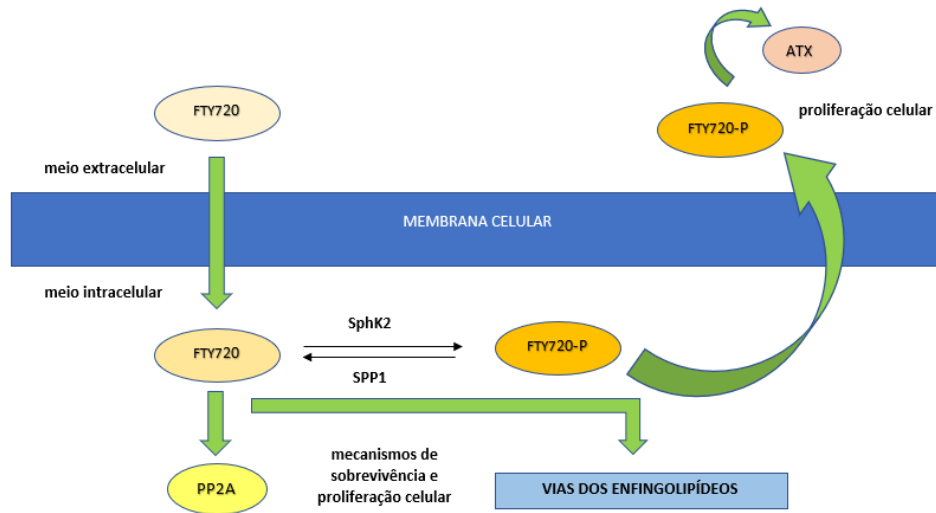 ATX
FTY720
FTY720-P
proliferação celular
meio extracelular
MEMBRANA CELULAR
meio intracelular
SphK2
FTY720
FTY720-P
SPP1
mecanismos de
sobrevivência e
proliferação celular
PP2A
VIAS DOS ENFINGOLIPÍDEOS